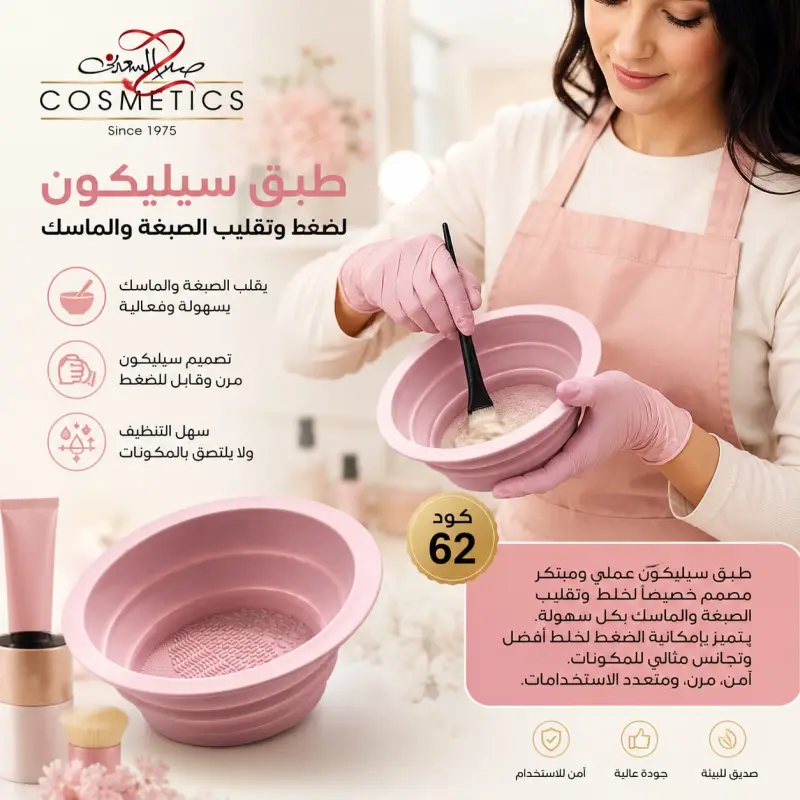 صلاح السعدني
COSMETICS
Since 1975
طبق سيليكون
لضغط وتقليب الصبغة والماسك
يقلب الصبغة والماسك
بسهولة وفعالية
تصميم سيليكون
مرن وقابل للضغط
سهل التنظيف
ولا يلتصق بالمكونات
كود
62
طبق سيليكون عملي ومبتكر
مصمم خصيصاً لخلط وتقليب
الصبغة والماسك بكل سهولة.
يتميز بإمكانية الضغط لخلط أفضل
وتجانس مثالي للمكونات.
آمن، مرن، ومتعدد الاستخدامات.
صديق للبيئة
جودة عالية
آمن للاستخدام